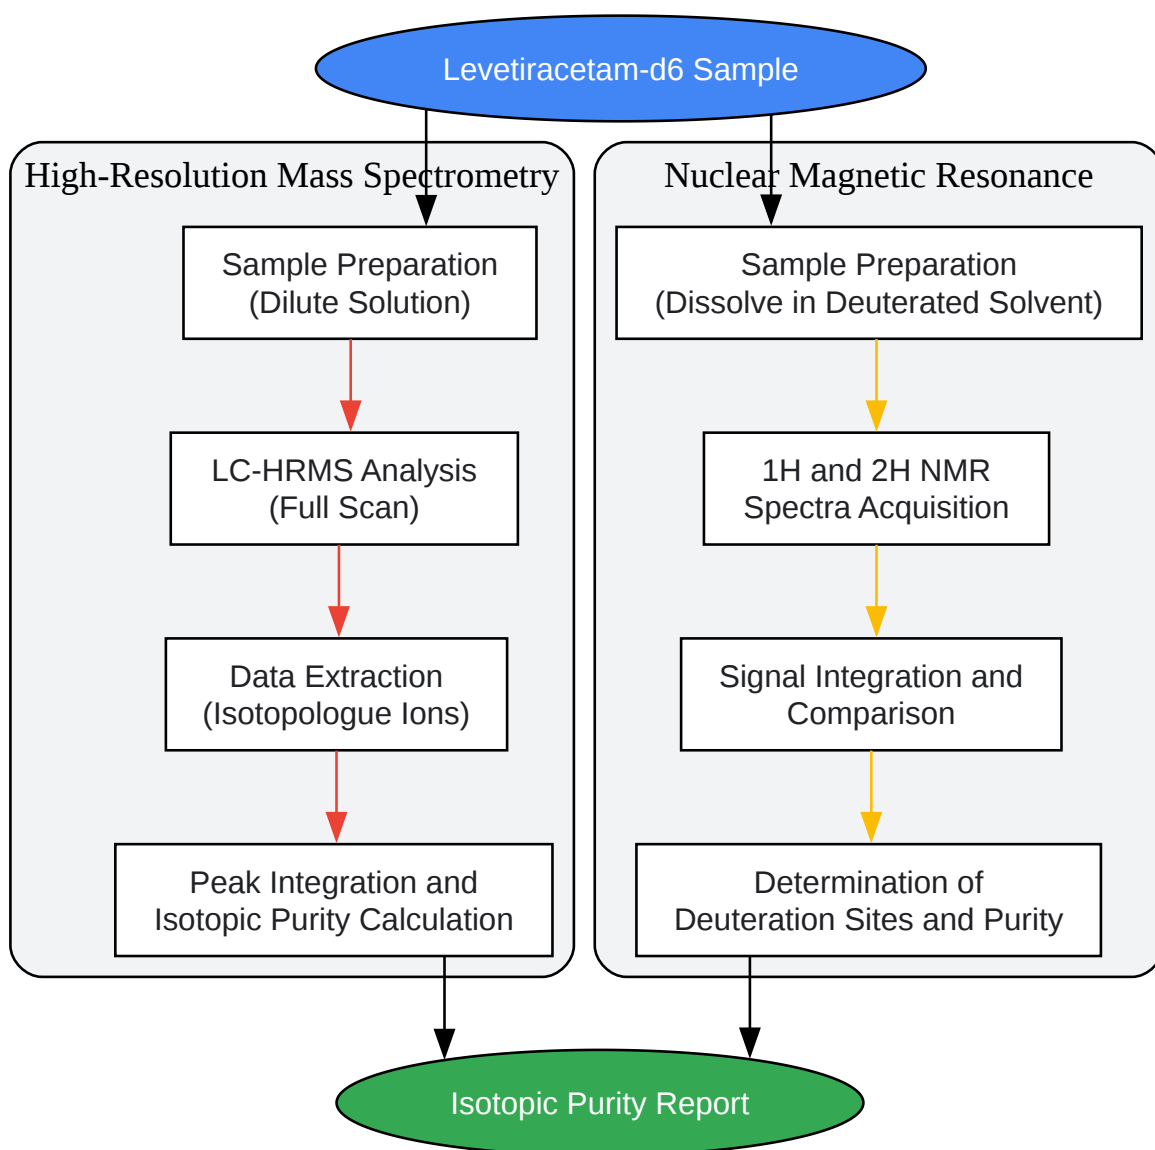 Levetiracetam-d6 Sample
High-Resolution Mass Spectrometry
Sample Preparation
(Dilute Solution)
LC-HRMS Analysis
(Full Scan)
Data Extraction
(Isotopologue Ions)
Peak Integration and
Isotopic Purity Calculation
Nuclear Magnetic Resonance
Sample Preparation
(Dissolve in Deuterated Solvent)
1H and 2H NMR
Spectra Acquisition
Signal Integration and
Comparison
Determination of
Deuteration Sites and Purity
Isotopic Purity Report